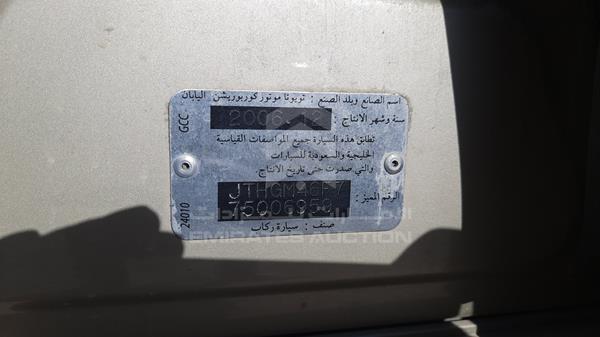 اسم الصانع وبلد الصنع : تويوتا موتور كوربوريشن اليابان
سنة وشهر الانتاج : 2006
تطابق هذه السيارة جميع المواصفات القياسية
الخليجية والسعودية للسيارات
والتي صدرت حتى تاريخ الانتاج.
الرقم المميز :
JTHGM46F7
صنف : سيارة ركاب
GCC
24010
EMIRATES AUCTION